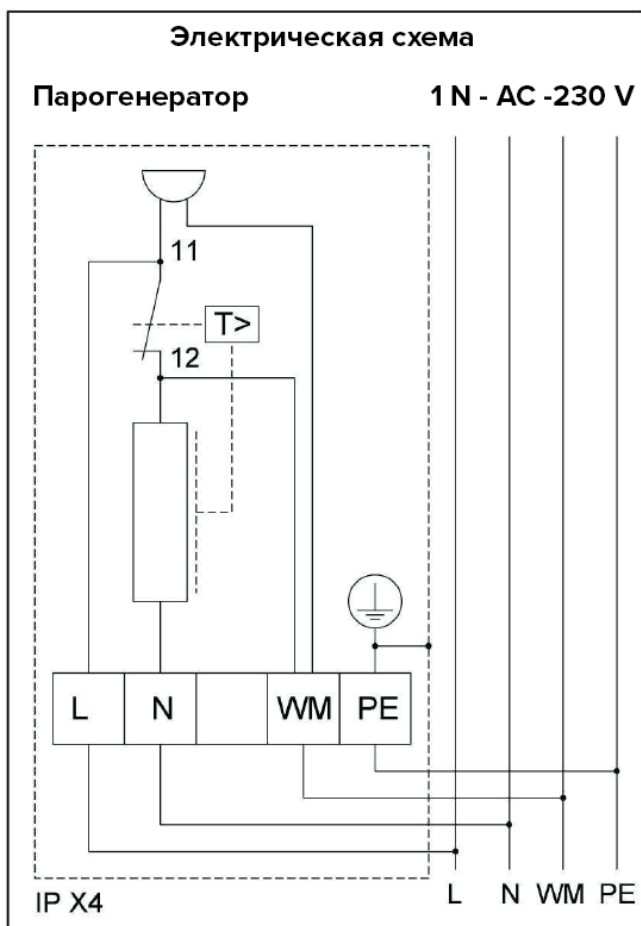 Электрическая схема
Парогенератор 1 N - AC -230 V
11
T>
12
L N WM PE
L N WM PE
IP X4